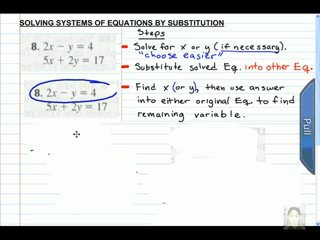 SOLVING SYSTEMS OF EQUATIONS BY SUBSTITUTION
Steps
8. 2x − y = 4
5x + 2y = 17
– Solve for x or y (if necessary).
"choose easier"
– Substitute solved Eq. into other Eq.
8. 2x − y = 4
5x + 2y = 17
– Find x (or y), then use answer
into either original Eq. to find
remaining variable.
Pull